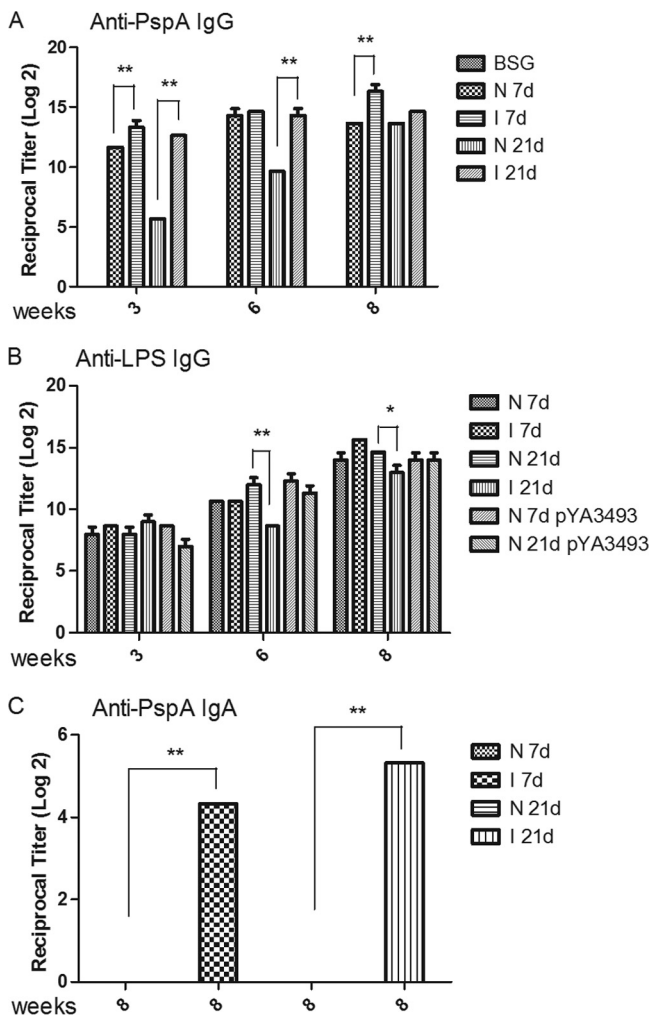 A
Anti-PspA IgG
Reciprocal Titer (Log 2)
20
15
10
5
0
**
**
**
**
weeks
3
6
8
BSG
N 7d
I 7d
N 21d
I 21d
B
Anti-LPS IgG
Reciprocal Titer (Log 2)
20
15
10
5
0
**
*
weeks
3
6
8
N 7d
I 7d
N 21d
I 21d
N 7d pYA3493
N 21d pYA3493
C
Anti-PspA IgA
Reciprocal Titer (Log 2)
6
4
2
0
**
**
weeks
8
8
8
8
N 7d
I 7d
N 21d
I 21d